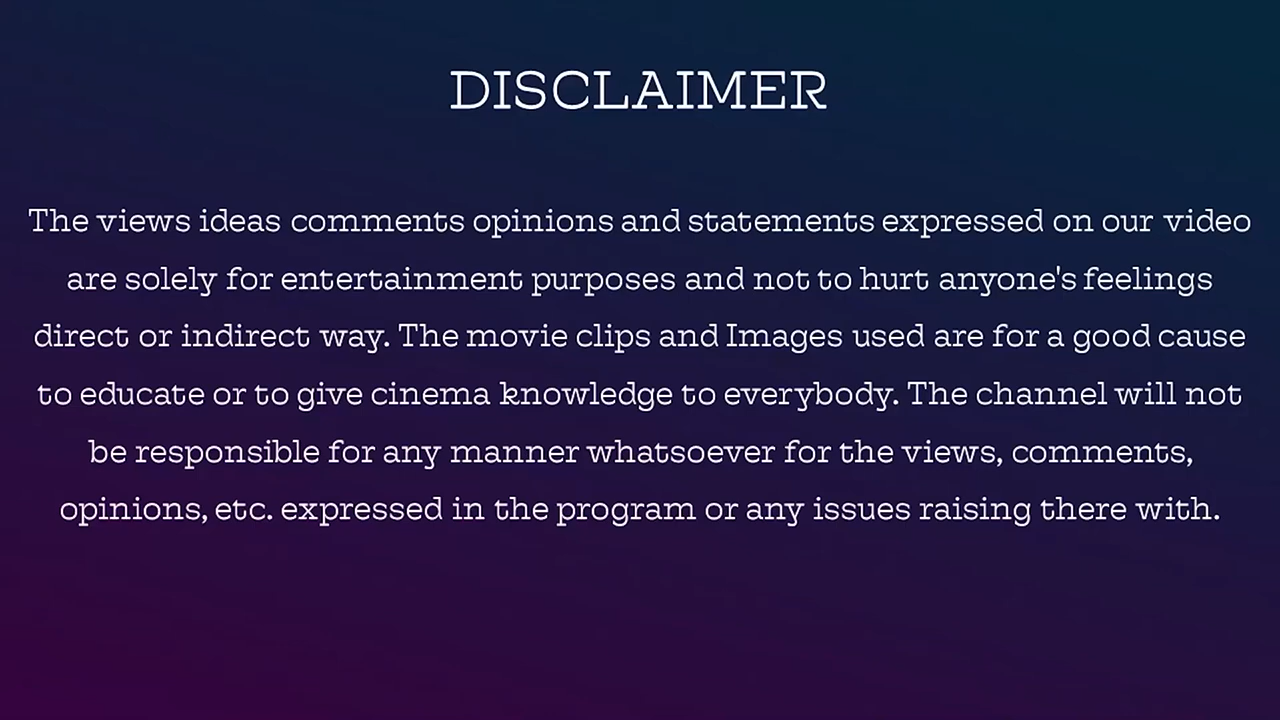 DISCLAIMER
The views ideas comments opinions and statements expressed on our video
are solely for entertainment purposes and not to hurt anyone's feelings
direct or indirect way. The movie clips and Images used are for a good cause
to educate or to give cinema knowledge to everybody. The channel will not
be responsible for any manner whatsoever for the views, comments,
opinions, etc. expressed in the program or any issues raising there with.